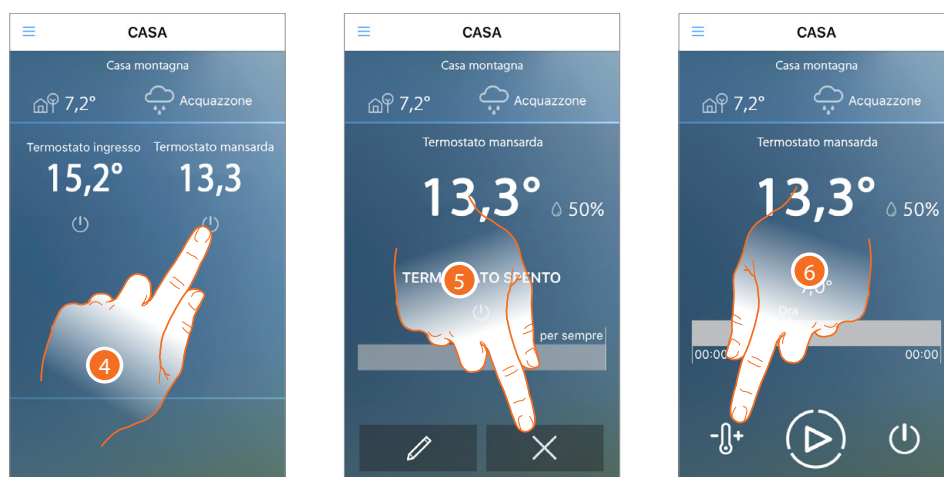 CASA
Casa montagna
7,2°
Acquazzone
Termostato ingresso
Termostato mansarda
15,2°
13,3
4
CASA
Casa montagna
7,2°
Acquazzone
Termostato mansarda
13,3°
50%
SPENTO
5
per sempre
CASA
Casa montagna
7,2°
Acquazzone
Termostato mansarda
13,3°
50%
6
Ora
00:00
00:00